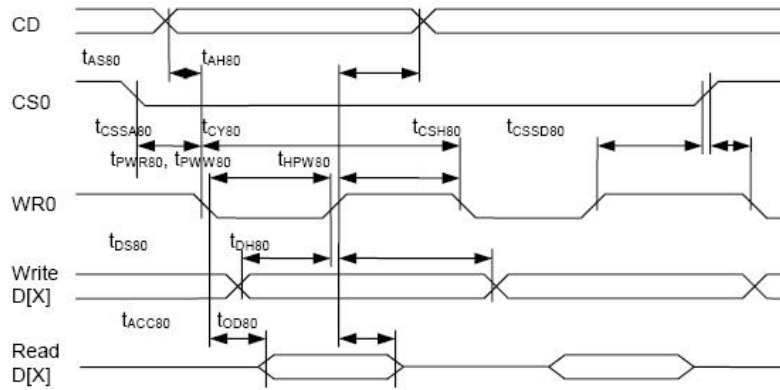 CD
tAS80 tAH80
CS0
tCSSA80 tCY80 tCSH80 tCSSD80
tPWR80, tPWW80 tHPW80
WR0
tDS80 tDH80
Write
D[X]
tACC80 tOD80
Read
D[X]